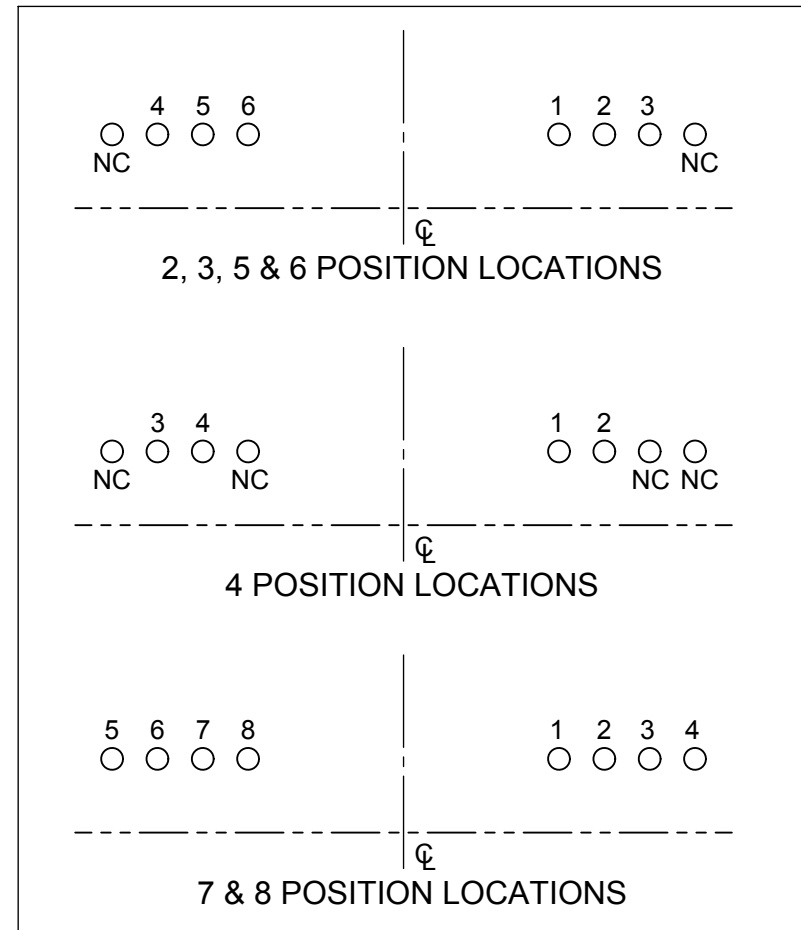 4 5 6 1 2 3
NC NC
℄
2, 3, 5 & 6 POSITION LOCATIONS
3 4 1 2
NC NC NC NC
℄
4 POSITION LOCATIONS
5 6 7 8 1 2 3 4
℄
7 & 8 POSITION LOCATIONS